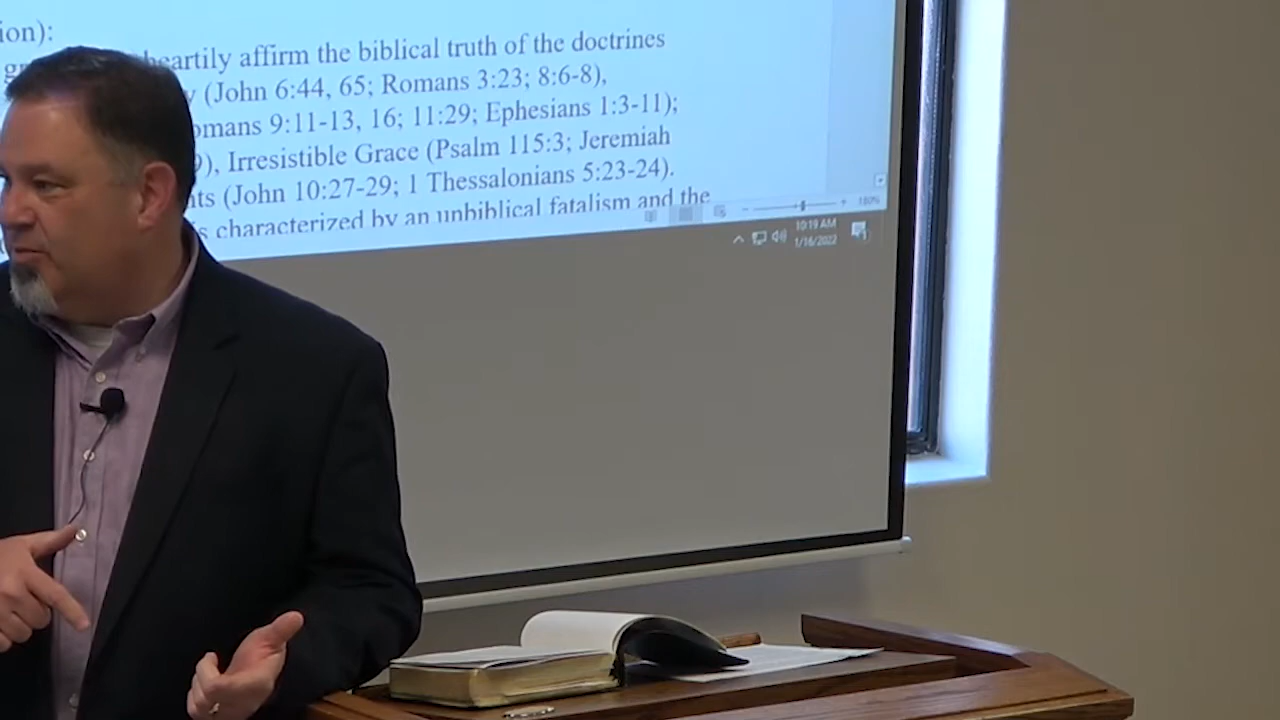 ion):
heartily affirm the biblical truth of the doctrines
(John 6:44, 65; Romans 3:23; 8:6-8),
omans 9:11-13, 16; 11:29; Ephesians 1:3-11);
), Irresistible Grace (Psalm 115:3; Jeremiah
nts (John 10:27-29; 1 Thessalonians 5:23-24).
s characterized by an unbiblical fatalism and the
180%
10:19 AM
1/16/2022